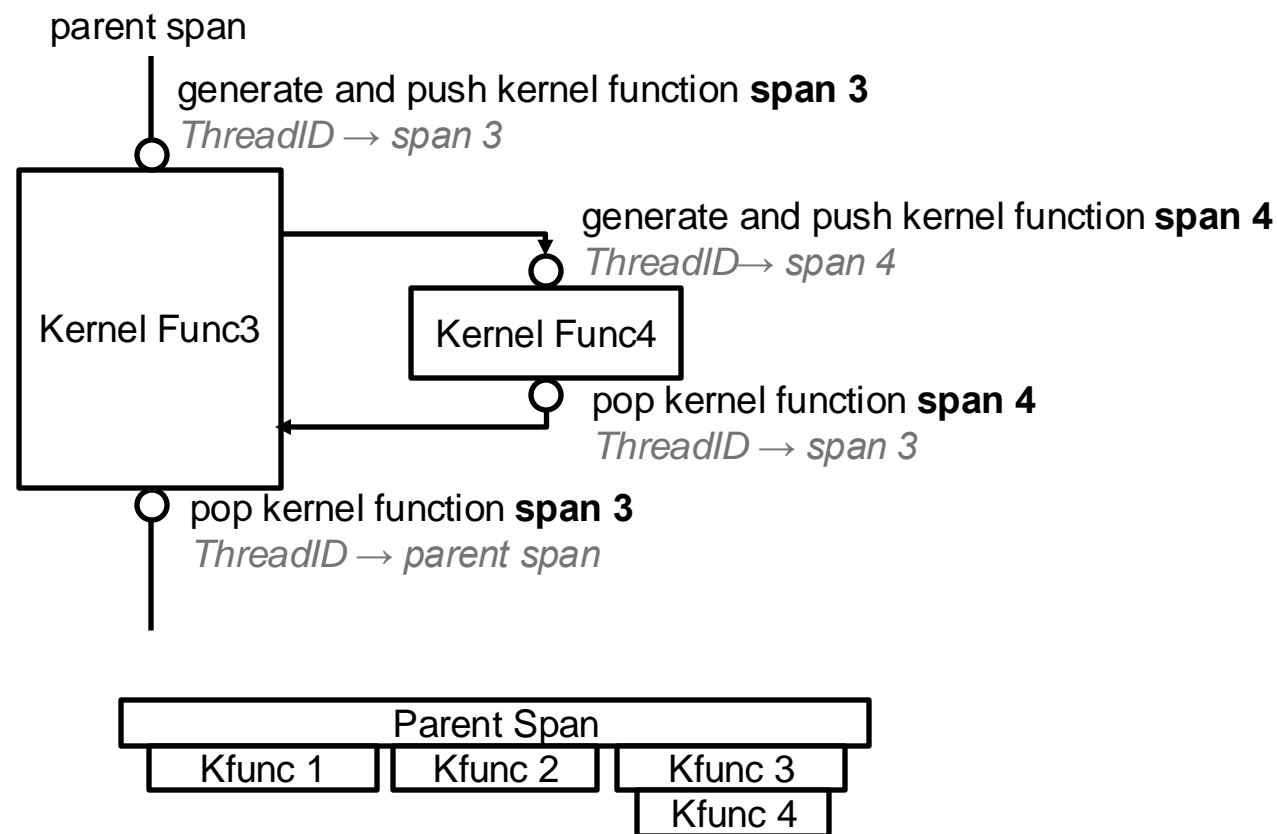 parent span
generate and push kernel function span 3
ThreadID → span 3
generate and push kernel function span 4
ThreadID→ span 4
Kernel Func3
Kernel Func4
pop kernel function span 4
ThreadID → span 3
pop kernel function span 3
ThreadID → parent span
Parent Span
Kfunc 1
Kfunc 2
Kfunc 3
Kfunc 4